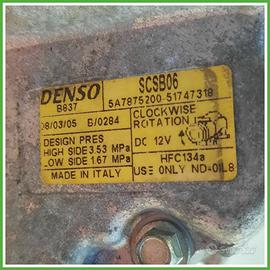 DENSO
B837
SCSB06
5A7875200-51747318
08/03/05 B/0284
CLOCKWISE
ROTATION
DESIGN PRES
HIGH SIDE 3.53 MPa
LOW SIDE 1.67 MPa
DC 12V
HFC134a
MADE IN ITALY
USE ONLY ND-OIL8